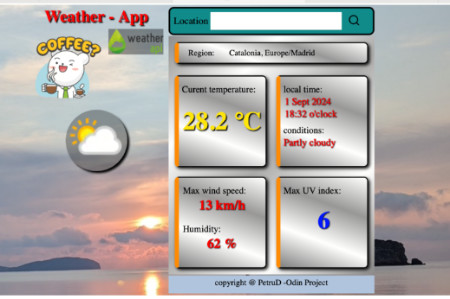 Weather - App
COFFEE?
weather
Location
Region: Catalonia, Europe/Madrid
Curent temperature:
28.2 °C
local time:
1 Sept 2024
18:32 o'clock
conditions:
Partly cloudy
Max wind speed:
13 km/h
Humidity:
62 %
Max UV index:
6
copyright @ PetruD -Odin Project